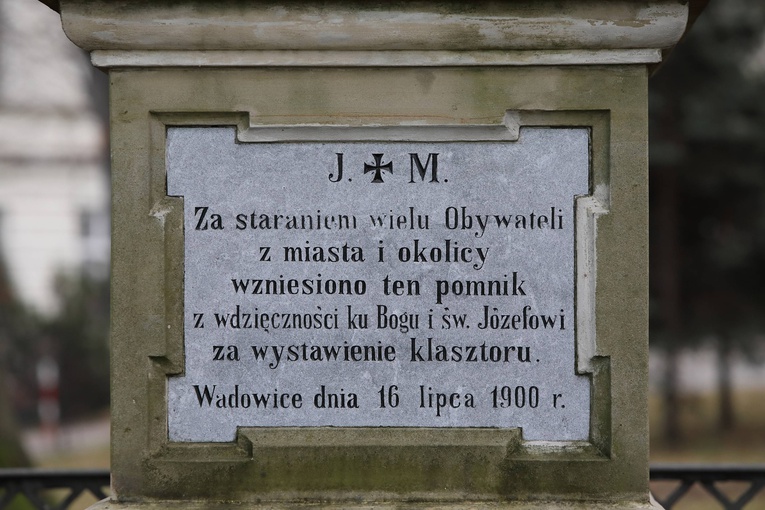 J. ✠ M.
Za staraniem wielu Obywateli
z miasta i okolicy
wzniesiono ten pomnik
z wdzięczności ku Bogu i św. Józefowi
za wystawienie klasztoru.
Wadowice dnia 16 lipca 1900 r.